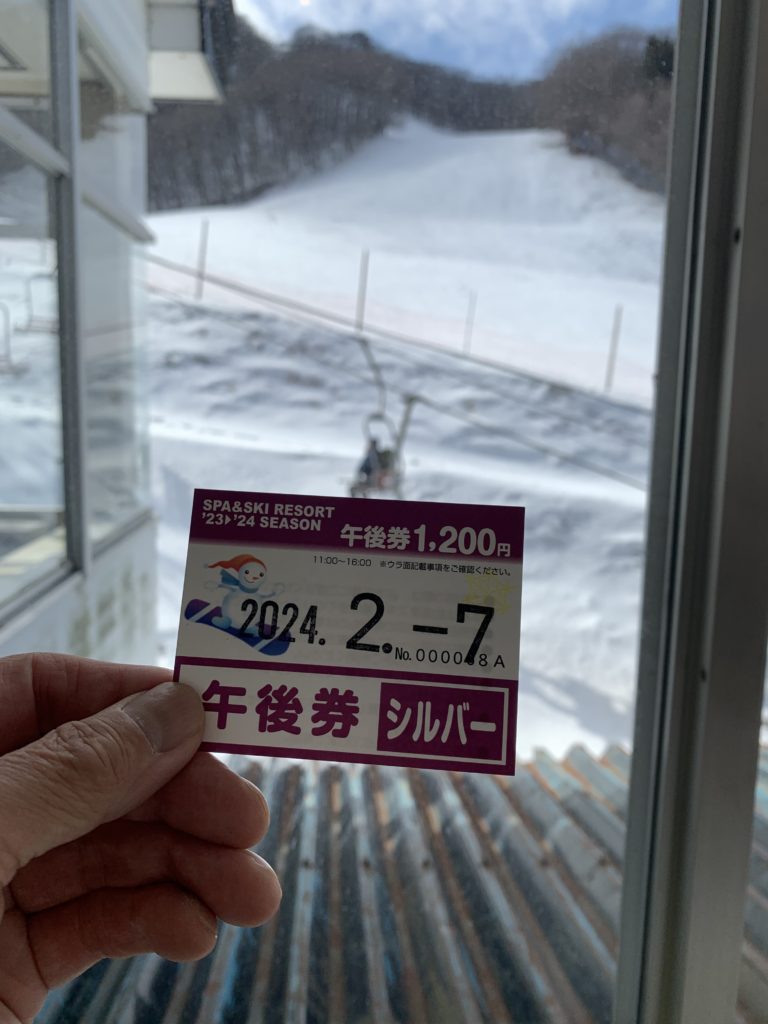 SPA&SKI RESORT
'23▶'24 SEASON
午後券1,200円
11:00～16:00 ※ウラ面記載事項をご確認ください。
2024. 2.-7
No.
午後券
シルバー